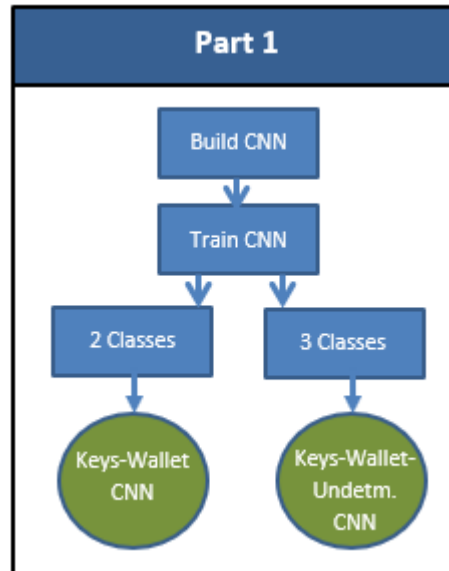 Part 1
Build CNN
Train CNN
2 Classes
3 Classes
Keys-Wallet
CNN
Keys-Wallet-
Undetm.
CNN